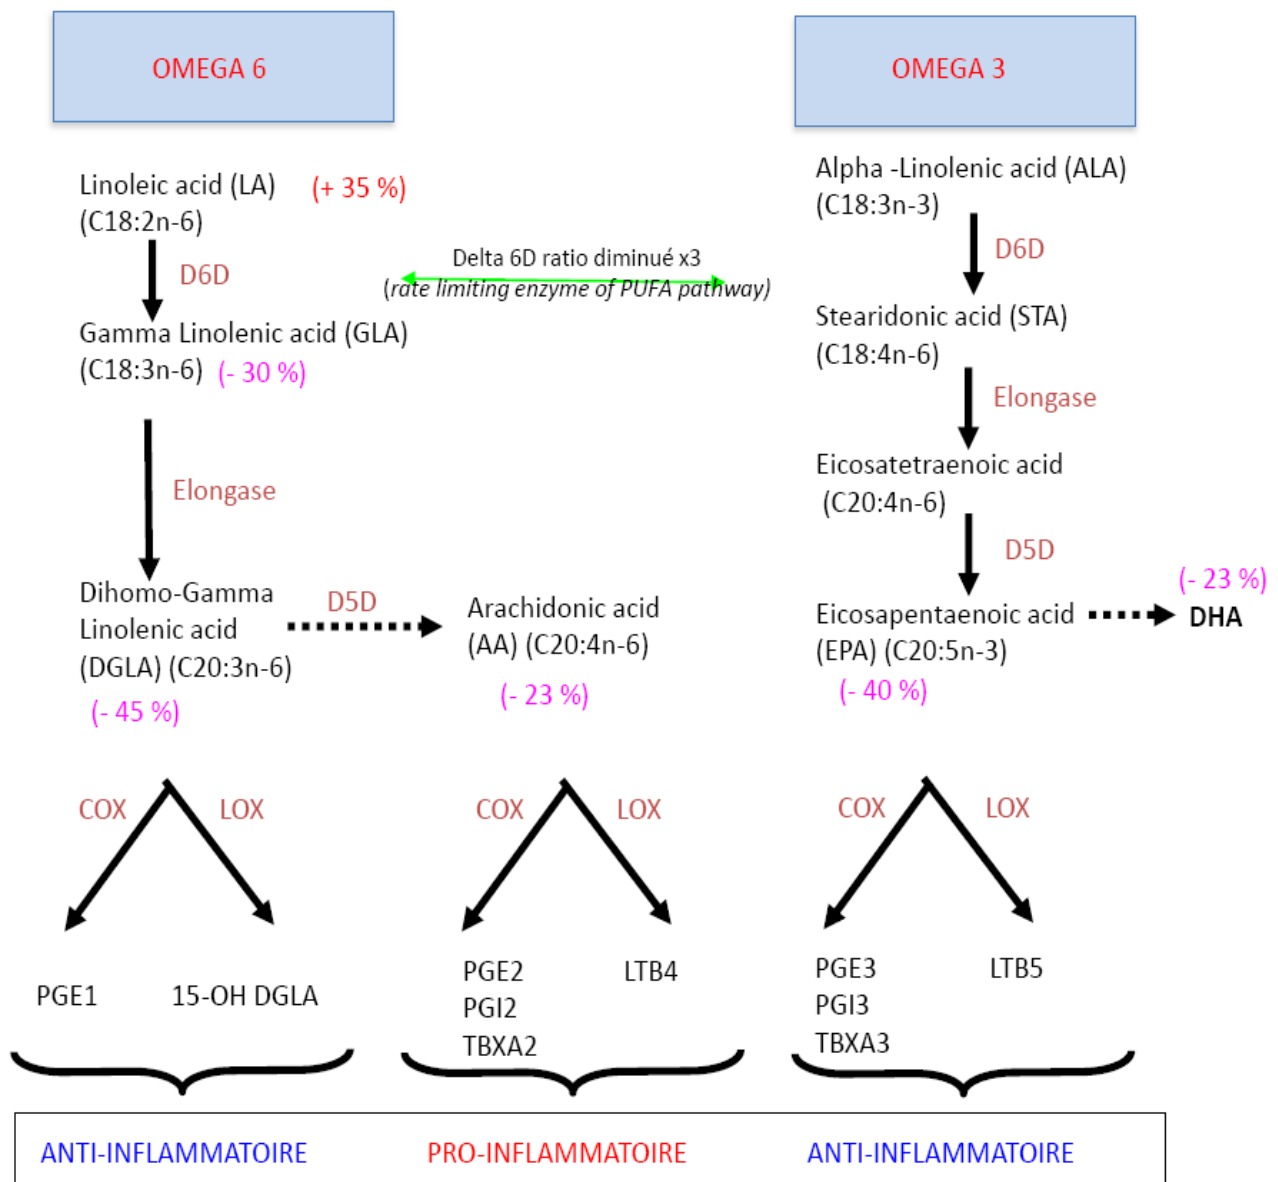 OMEGA 6
OMEGA 3
Linoleic acid (LA) (+ 35 %)
(C18:2n-6)
D6D
Gamma Linolenic acid (GLA)
(C18:3n-6) (- 30 %)
Elongase
Dihomo-Gamma
Linolenic acid
(DGLA) (C20:3n-6)
(- 45 %)
D5D
Arachidonic acid
(AA) (C20:4n-6)
(- 23 %)
Delta 6D ratio diminué x3
(rate limiting enzyme of PUFA pathway)
Alpha -Linolenic acid (ALA)
(C18:3n-3)
D6D
Stearidonic acid (STA)
(C18:4n-6)
Elongase
Eicosatetraenoic acid
(C20:4n-6)
D5D
Eicosapentaenoic acid
(EPA) (C20:5n-3)
(- 40 %)
(- 23 %)
DHA
COX LOX
PGE1 15-OH DGLA
COX LOX
PGE2 LTB4
PGI2
TBXA2
COX LOX
PGE3 LTB5
PGI3
TBXA3
ANTI-INFLAMMATOIRE PRO-INFLAMMATOIRE ANTI-INFLAMMATOIRE